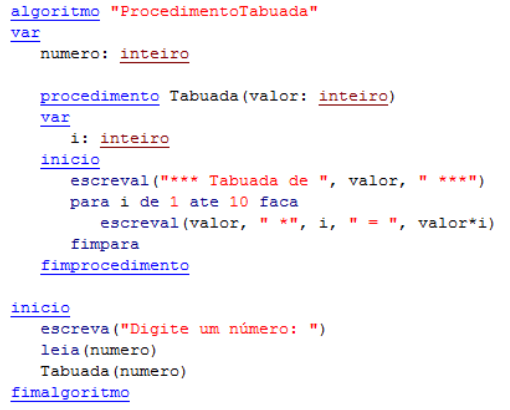 algoritmo "ProcedimentoTabuada"
var
numero: inteiro
procedimento Tabuada(valor: inteiro)
var
i: inteiro
inicio
escreval("*** Tabuada de ", valor, " ***")
para i de 1 ate 10 faca
escreval(valor, " *", i, " = ", valor*i)
fimpara
fimprocedimento
inicio
escreva("Digite um número: ")
leia(numero)
Tabuada(numero)
fimalgoritmo